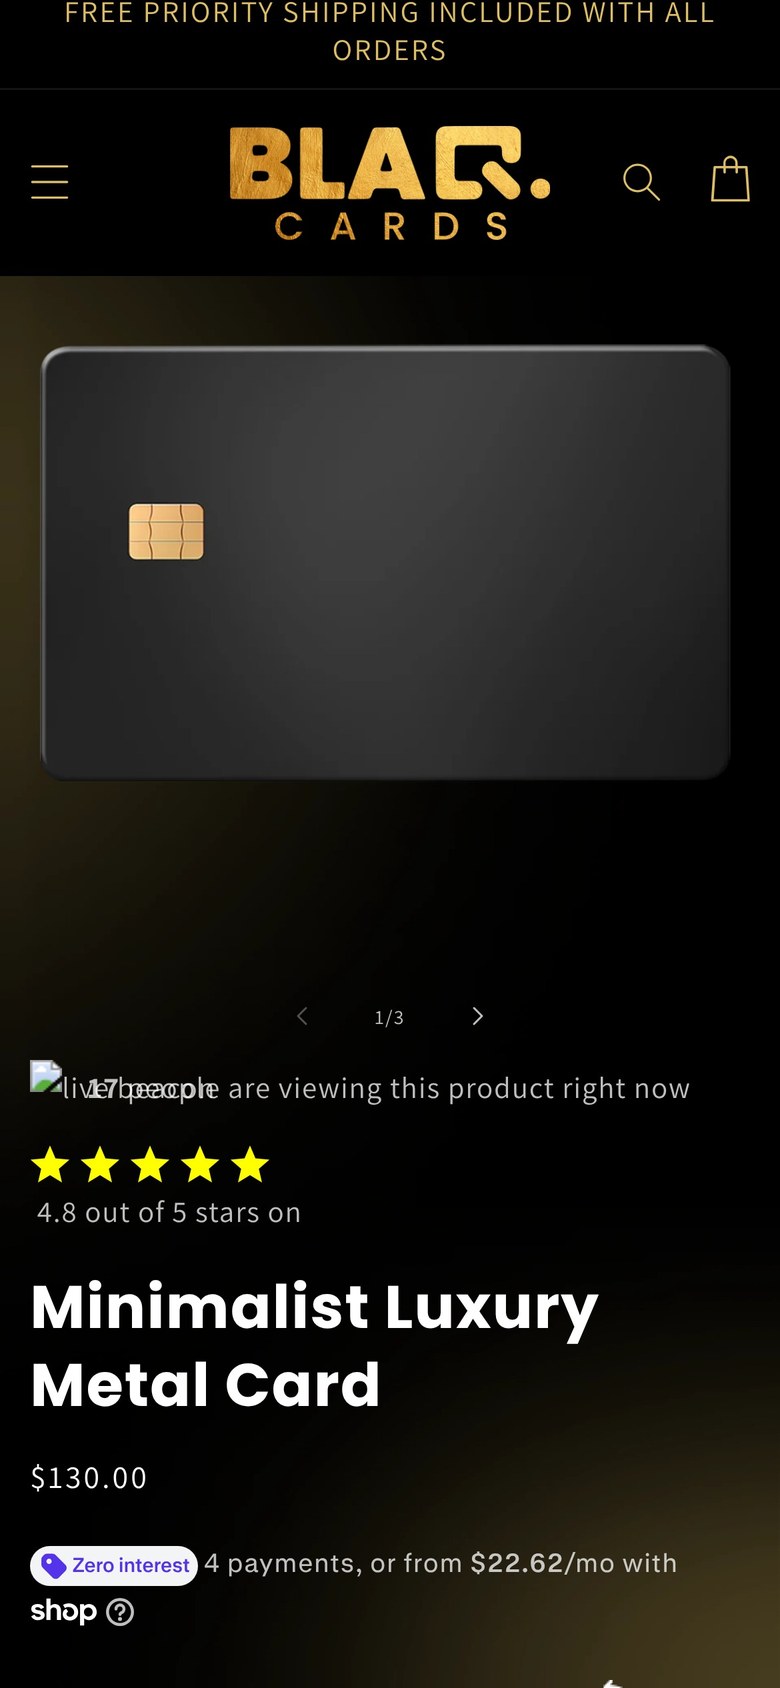 FREE PRIORITY SHIPPING INCLUDED WITH ALL
ORDERS
BLAQ.
CARDS
1/3
17 people are viewing this product right now
4.8 out of 5 stars on
Minimalist Luxury
Metal Card
$130.00
Zero interest 4 payments, or from $22.62/mo with
shop ?